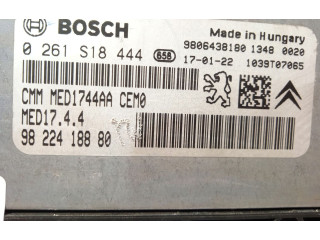 BOSCH
Made in Hungary
0 261 S18 444
658
9806438180 1348 0020
17-01-22 1039T07065
CMM MED1744AA CEM0
MED17.4.4
98 224 188 80